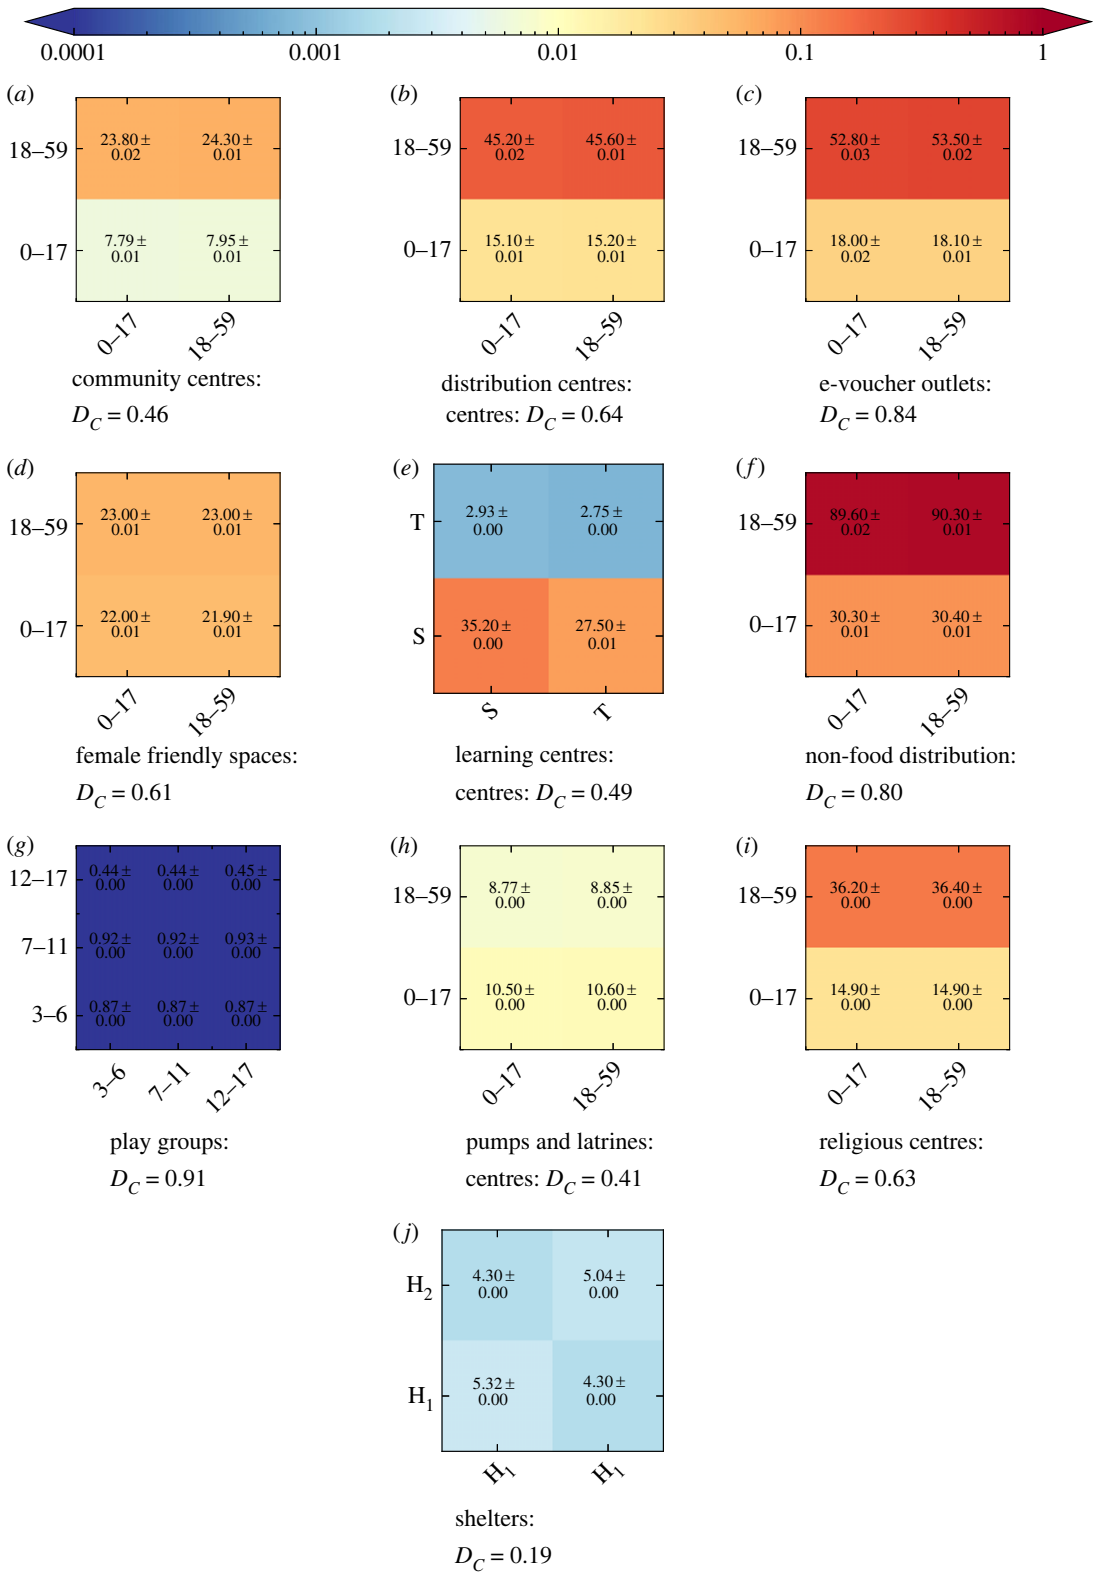 0.0001 0.001 0.01 0.1 1
(a) (b) (c)
18–59 23.80 ± 0.02 24.30 ± 0.01
0–17 7.79 ± 0.01 7.95 ± 0.01
0–17 18–59
community centres:
D_C = 0.46
18–59 45.20 ± 0.02 45.60 ± 0.01
0–17 15.10 ± 0.01 15.20 ± 0.01
0–17 18–59
distribution centres:
centres: D_C = 0.64
18–59 52.80 ± 0.03 53.50 ± 0.02
0–17 18.00 ± 0.02 18.10 ± 0.01
0–17 18–59
e-voucher outlets:
D_C = 0.84
(d) (e) (f)
18–59 23.00 ± 0.01 23.00 ± 0.01
0–17 22.00 ± 0.01 21.90 ± 0.01
0–17 18–59
female friendly spaces:
D_C = 0.61
T 2.93 ± 0.00 2.75 ± 0.00
S 35.20 ± 0.00 27.50 ± 0.01
S T
learning centres:
centres: D_C = 0.49
18–59 89.60 ± 0.02 90.30 ± 0.01
0–17 30.30 ± 0.01 30.40 ± 0.01
0–17 18–59
non-food distribution:
D_C = 0.80
(g) (h) (i)
12–17 0.44 ± 0.00 0.44 ± 0.00 0.45 ± 0.00
7–11 0.92 ± 0.00 0.92 ± 0.00 0.93 ± 0.00
3–6 0.87 ± 0.00 0.87 ± 0.00 0.87 ± 0.00
3–6 7–11 12–17
play groups:
D_C = 0.91
18–59 8.77 ± 0.00 8.85 ± 0.00
0–17 10.50 ± 0.00 10.60 ± 0.00
0–17 18–59
pumps and latrines:
centres: D_C = 0.41
18–59 36.20 ± 0.00 36.40 ± 0.00
0–17 14.90 ± 0.00 14.90 ± 0.00
0–17 18–59
religious centres:
D_C = 0.63
(j)
H₂ 4.30 ± 0.00 5.04 ± 0.00
H₁ 5.32 ± 0.00 4.30 ± 0.00
H₁ H₁
shelters:
D_C = 0.19